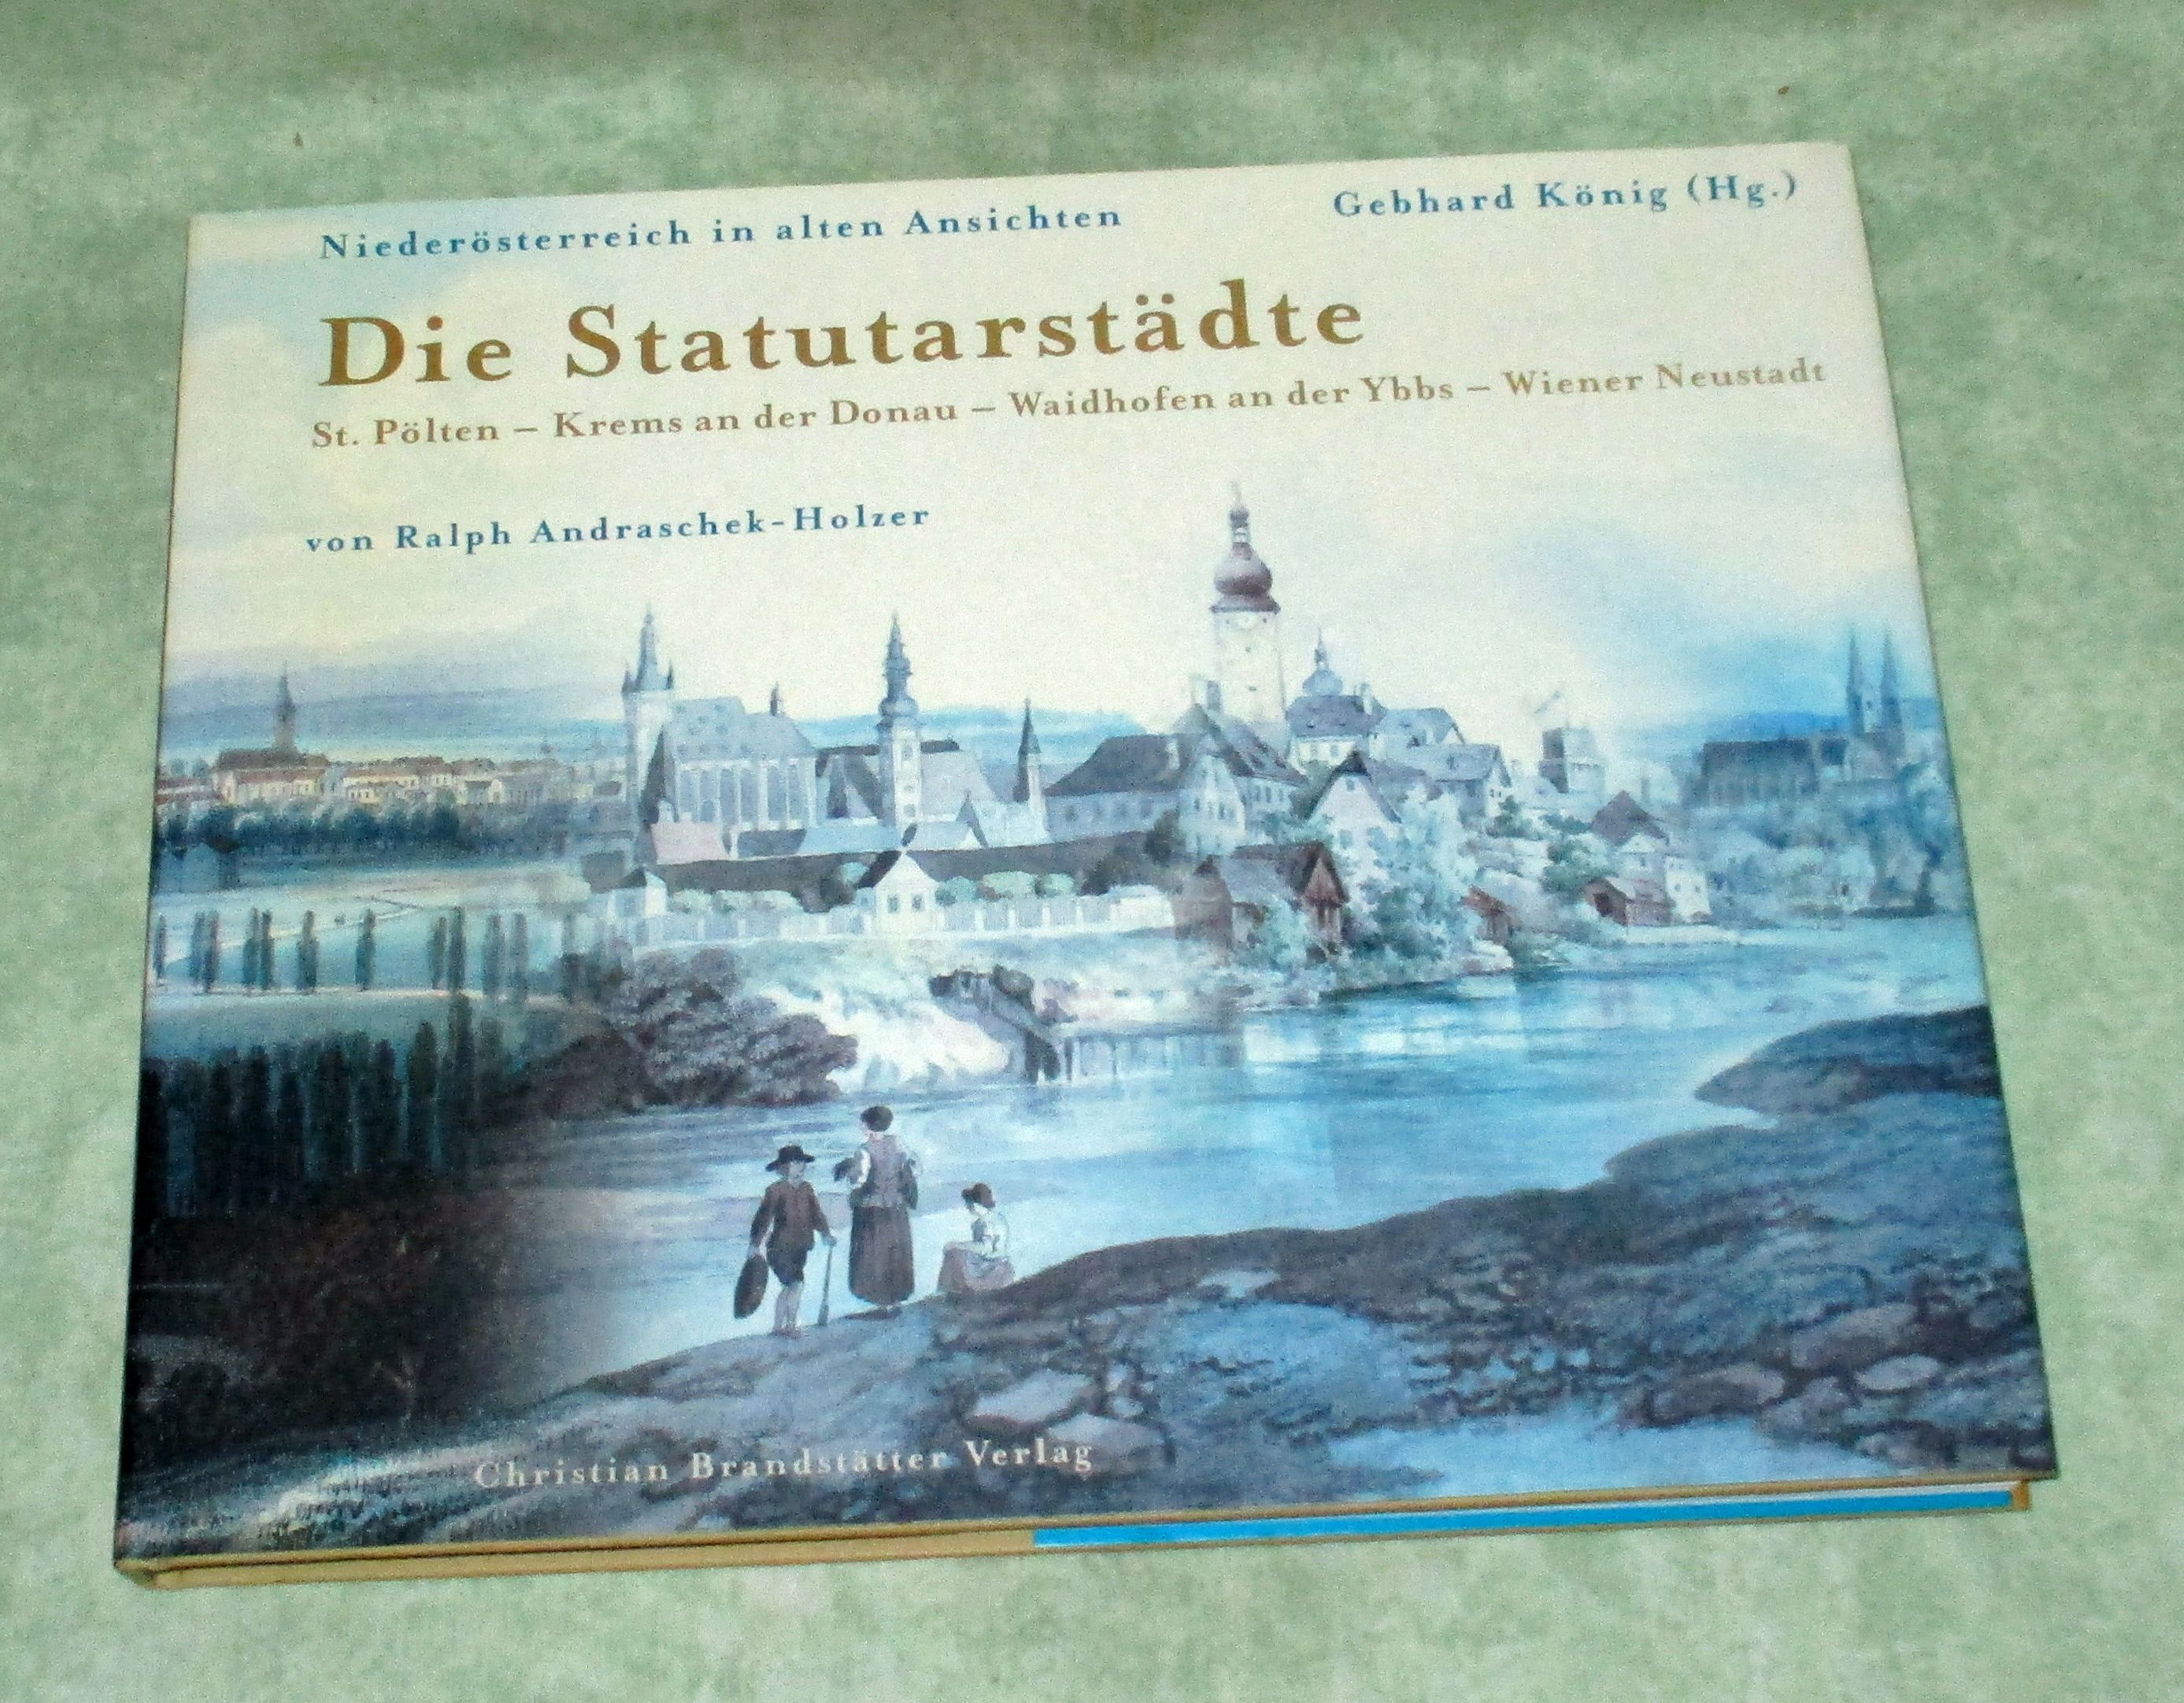 Niederösterreich in alten Ansichten
Gebhard König (Hg.)
Die Statutarstädte
St. Pölten – Krems an der Donau – Waidhofen an der Ybbs – Wiener Neustadt
von Ralph Andraschek-Holzer
Christian Brandstätter Verlag